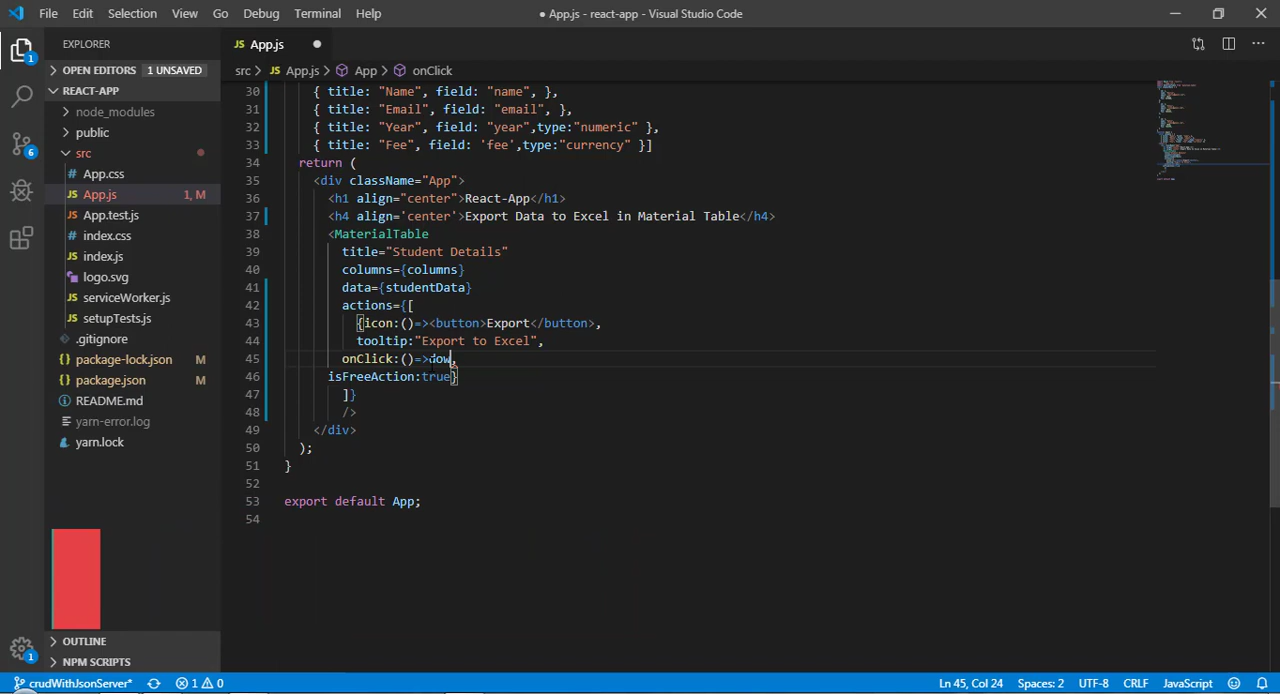 File Edit Selection View Go Debug Terminal Help
● App.js - react-app - Visual Studio Code
EXPLORER
OPEN EDITORS 1 UNSAVED
REACT-APP
node_modules
public
src
App.css
App.js 1, M
App.test.js
index.css
index.js
logo.svg
serviceWorker.js
setupTests.js
.gitignore
package-lock.json M
package.json M
README.md
yarn-error.log
yarn.lock
OUTLINE
NPM SCRIPTS
1
6
1
JS App.js
src > JS App.js > App > onClick
30 { title: "Name", field: "name", },
31 { title: "Email", field: "email", },
32 { title: "Year", field: "year",type:"numeric" },
33 { title: "Fee", field: 'fee',type:"currency" }]
34 return (
35 <div className="App">
36 <h1 align="center">React-App</h1>
37 <h4 align='center'>Export Data to Excel in Material Table</h4>
38 <MaterialTable
39 title="Student Details"
40 columns={columns}
41 data={studentData}
42 actions={[
43 {icon:()=><button>Export</button>,
44 tooltip:"Export to Excel",
45 onClick:()=>dow,
46 isFreeAction:true}
47 ]}
48 />
49 </div>
50 );
51 }
52
53 export default App;
54
crudWithJsonServer* 1 0 Ln 45, Col 24 Spaces: 2 UTF-8 CRLF JavaScript